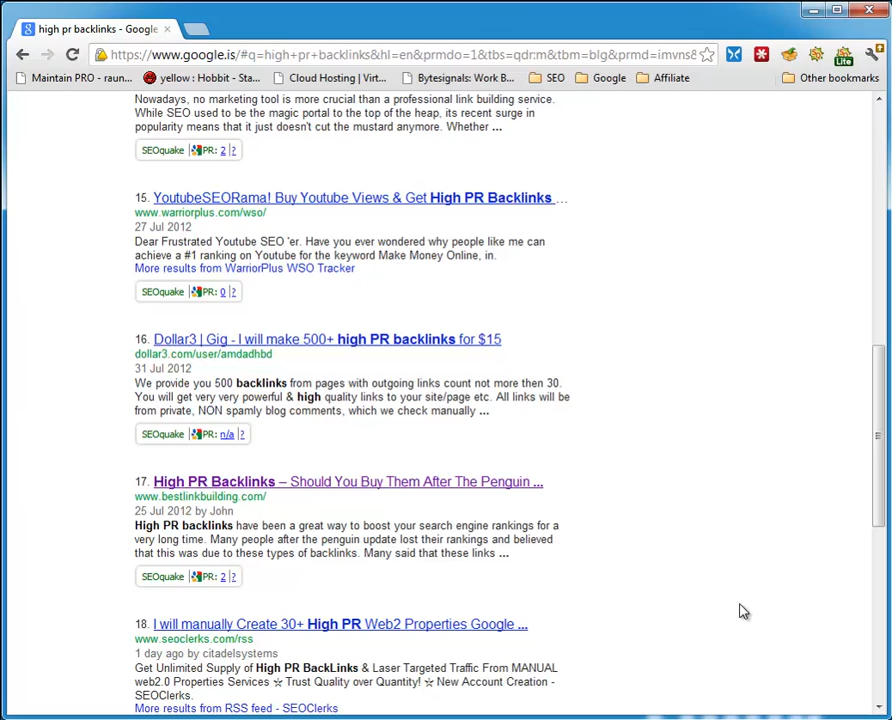 high pr backlinks - Google
https://www.google.is/#q=high+pr+backlinks&hl=en&prmdo=1&tbs=qdr:m&tbm=blg&prmd=imvns&
Maintain PRO - raun... yellow : Hobbit - Sta... Cloud Hosting | Virt... Bytesignals: Work B... SEO Google Affiliate Other bookmarks
Lite
Nowadays, no marketing tool is more crucial than a professional link building service.
While SEO used to be the magic portal to the top of the heap, its recent surge in
popularity means that it just doesn't cut the mustard anymore. Whether ...
SEOquake PR: 2 ?
15. YoutubeSEORama! Buy Youtube Views & Get High PR Backlinks ...
www.warriorplus.com/wso/
27 Jul 2012
Dear Frustrated Youtube SEO 'er. Have you ever wondered why people like me can
achieve a #1 ranking on Youtube for the keyword Make Money Online, in.
More results from WarriorPlus WSO Tracker
SEOquake PR: 0 ?
16. Dollar3 | Gig - I will make 500+ high PR backlinks for $15
dollar3.com/user/amdadhbd
31 Jul 2012
We provide you 500 backlinks from pages with outgoing links count not more then 30.
You will get very very powerful & high quality links to your site/page etc. All links will be
from private, NON spamly blog comments, which we check manually ...
SEOquake PR: n/a ?
17. High PR Backlinks – Should You Buy Them After The Penguin ...
www.bestlinkbuilding.com/
25 Jul 2012 by John
High PR backlinks have been a great way to boost your search engine rankings for a
very long time. Many people after the penguin update lost their rankings and believed
that this was due to these types of backlinks. Many said that these links ...
SEOquake PR: 2 ?
18. I will manually Create 30+ High PR Web2 Properties Google ...
www.seoclerks.com/rss
1 day ago by citadelsystems
Get Unlimited Supply of High PR BackLinks & Laser Targeted Traffic From MANUAL
web2.0 Properties Services ☆ Trust Quality over Quantity! ☆ New Account Creation -
SEOClerks.
More results from RSS feed - SEOClerks